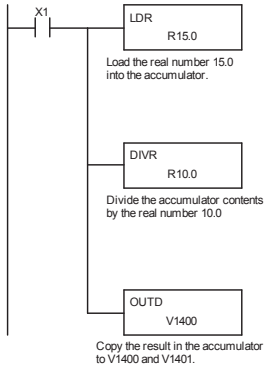 X1
LDR
R15.0
Load the real number 15.0
into the accumulator.
DIVR
R10.0
Divide the accumulator contents
by the real number 10.0
OUTD
V1400
Copy the result in the accumulator
to V1400 and V1401.